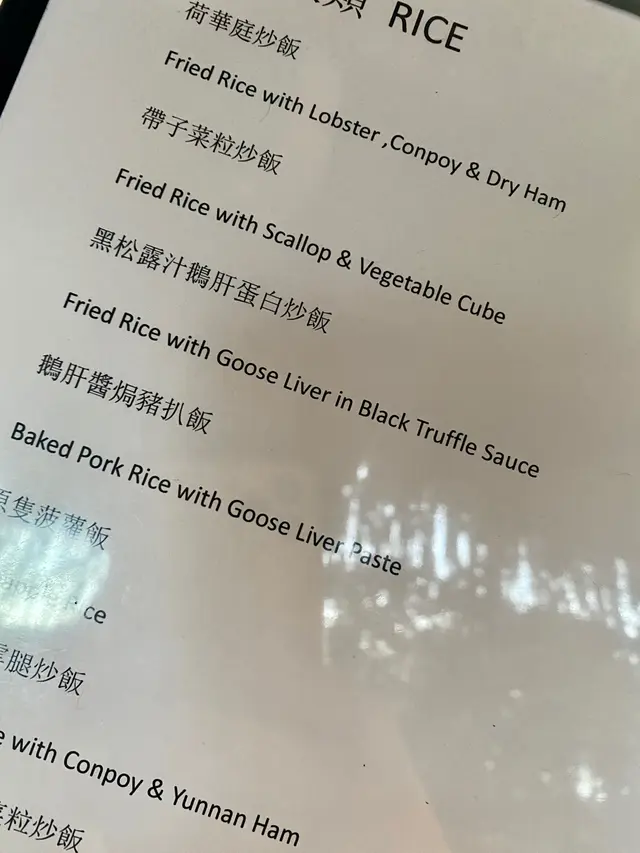 RICE
荷華庭炒飯
Fried Rice with Lobster ,Conpoy & Dry Ham
帶子菜粒炒飯
Fried Rice with Scallop & Vegetable Cube
黑松露汁鵝肝蛋白炒飯
Fried Rice with Goose Liver in Black Truffle Sauce
鵝肝醬焗豬扒飯
Baked Pork Rice with Goose Liver Paste
隻菠蘿飯
腿炒飯
with Conpoy & Yunnan Ham
粒炒飯